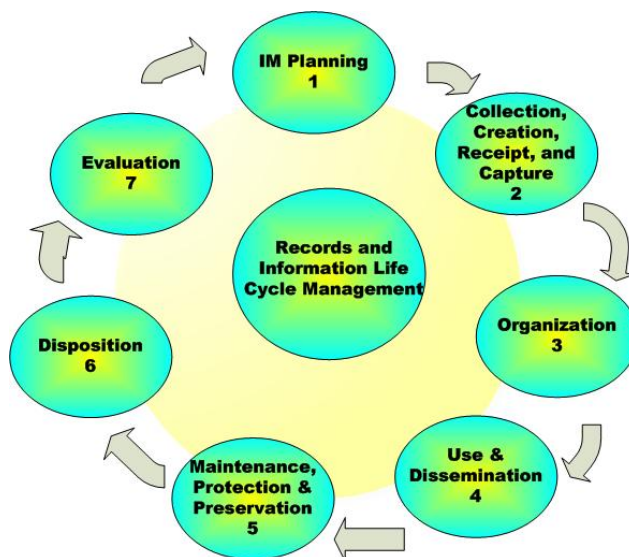 IM Planning
1
Collection,
Creation,
Receipt, and
Capture
2
Organization
3
Use &
Dissemination
4
Maintenance,
Protection &
Preservation
5
Disposition
6
Evaluation
7
Records and
Information Life
Cycle Management